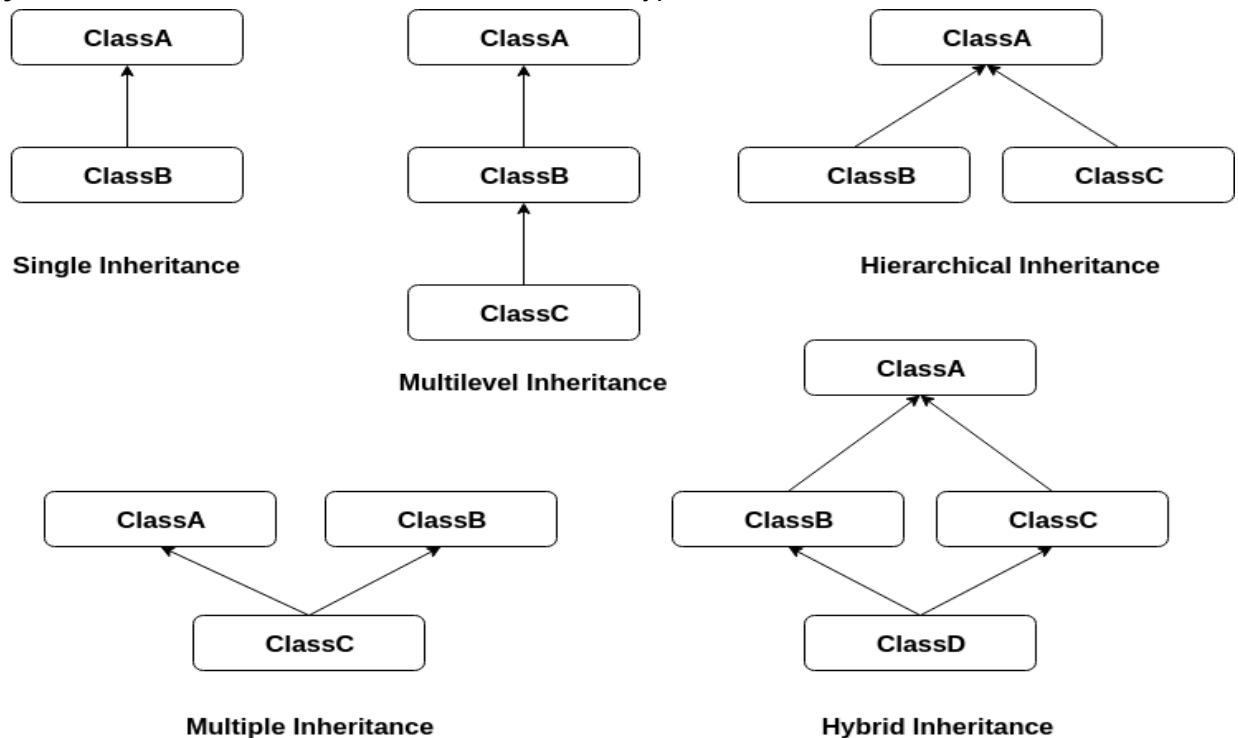 ClassA
ClassB
Single Inheritance
ClassA
ClassB
ClassC
Multilevel Inheritance
ClassA
ClassB
ClassC
Hierarchical Inheritance
ClassA
ClassB
ClassC
Multiple Inheritance
ClassA
ClassB
ClassC
ClassD
Hybrid Inheritance